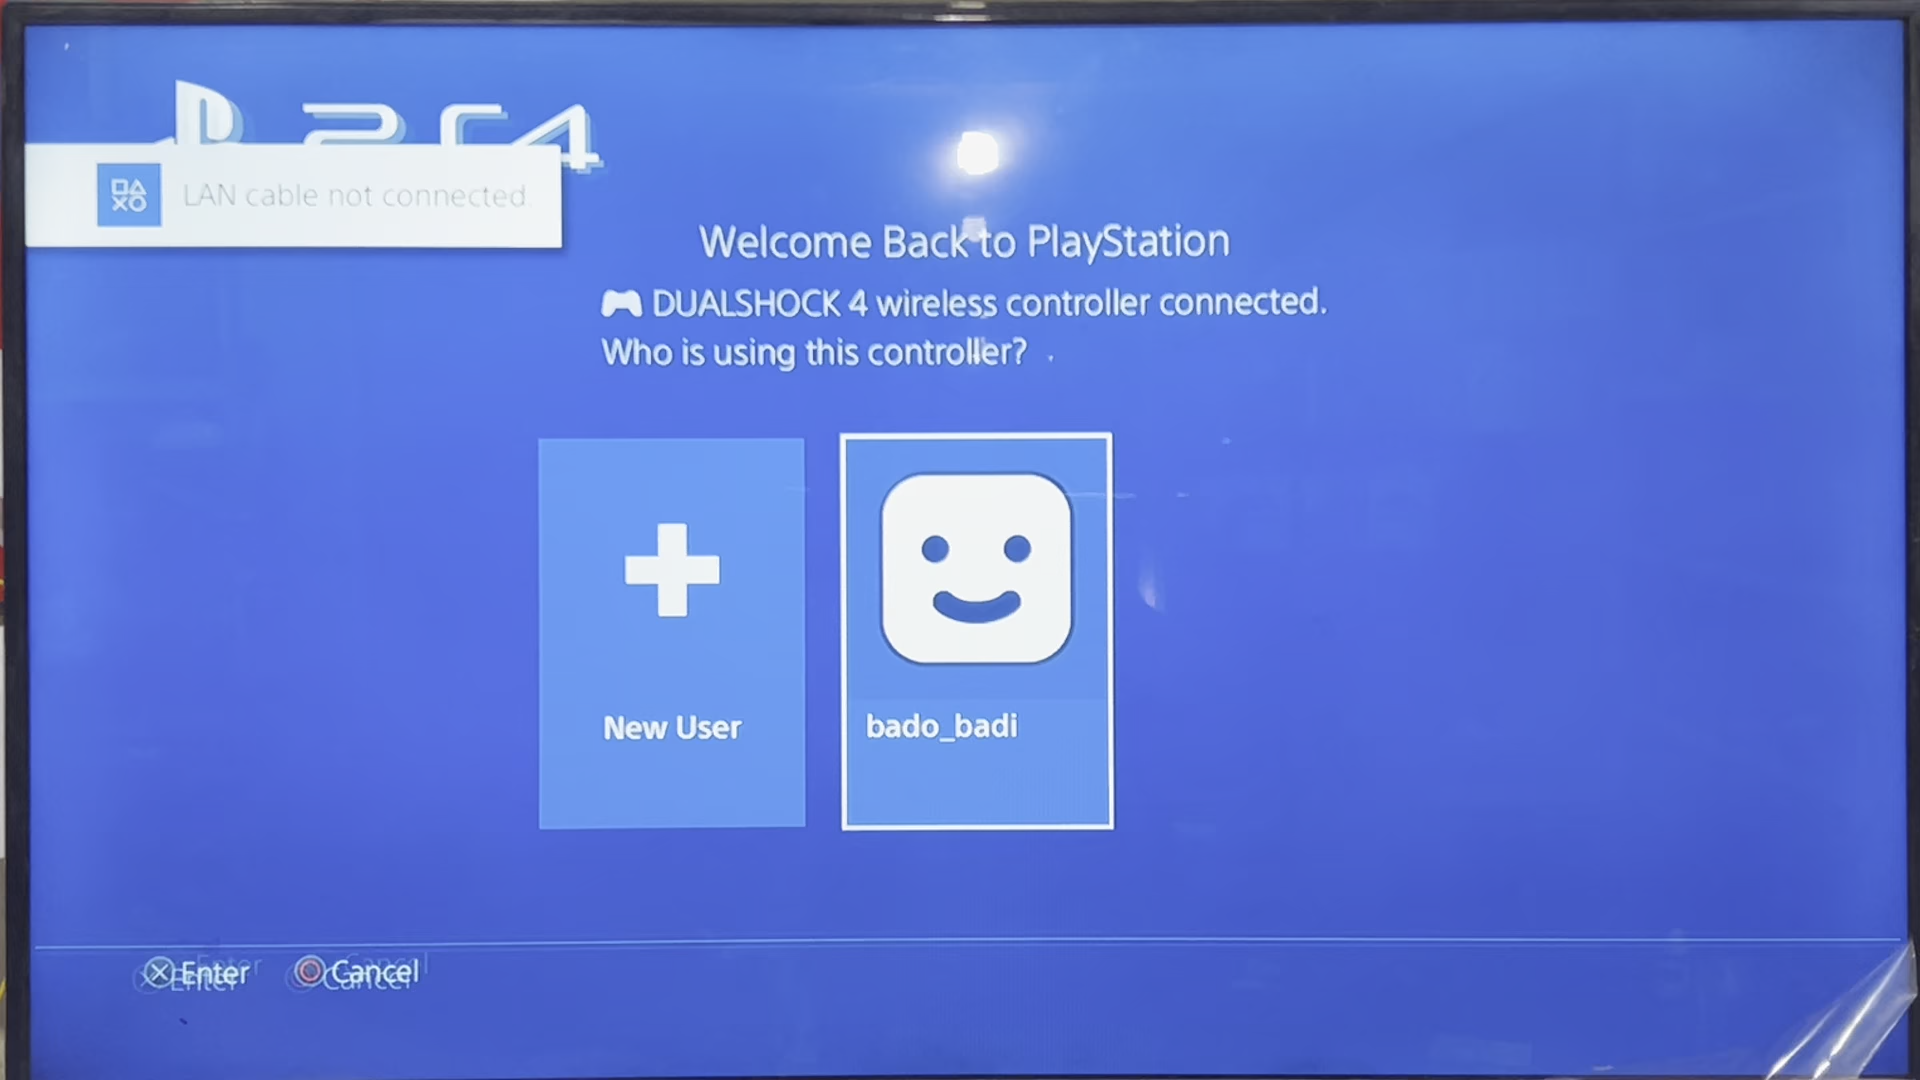 PS4
LAN cable not connected.
Welcome Back to PlayStation
DUALSHOCK 4 wireless controller connected.
Who is using this controller?
New User
bado_badi
Enter Cancel